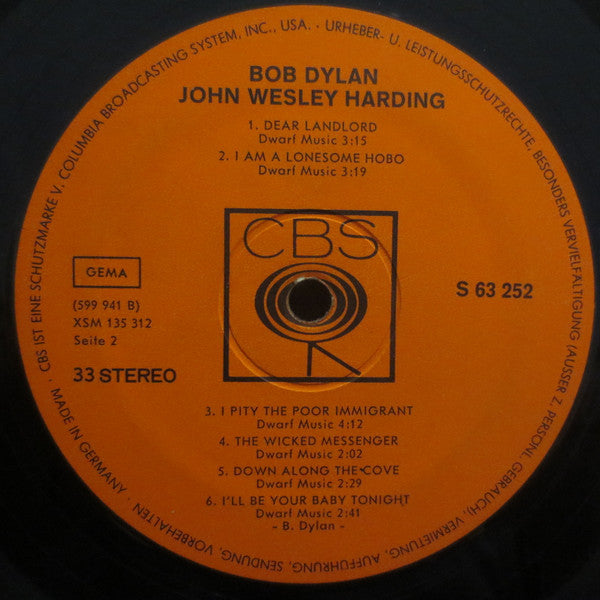 CBS IST EINE SCHUTZMARKE V. COLUMBIA BROADCASTING SYSTEM, INC., USA. · URHEBER- U. LEISTUNGSSCHUTZRECHTE, BESONDERS VERVIELFÄLTIGUNG (AUSSER Z. PERSONL. GEBRAUCH), VERMIETUNG, AUFFÜHRUNG, SENDUNG, VORBEHALTEN · MADE IN GERMANY ·
BOB DYLAN
JOHN WESLEY HARDING
1. DEAR LANDLORD
Dwarf Music 3:15
2. I AM A LONESOME HOBO
Dwarf Music 3:19
CBS
GEMA
(599 941 B)
XSM 135 312
Seite 2
33 STEREO
S 63 252
3. I PITY THE POOR IMMIGRANT
Dwarf Music 4:12
4. THE WICKED MESSENGER
Dwarf Music 2:02
5. DOWN ALONG THE COVE
Dwarf Music 2:29
6. I'LL BE YOUR BABY TONIGHT
Dwarf Music 2:41
- B. Dylan -